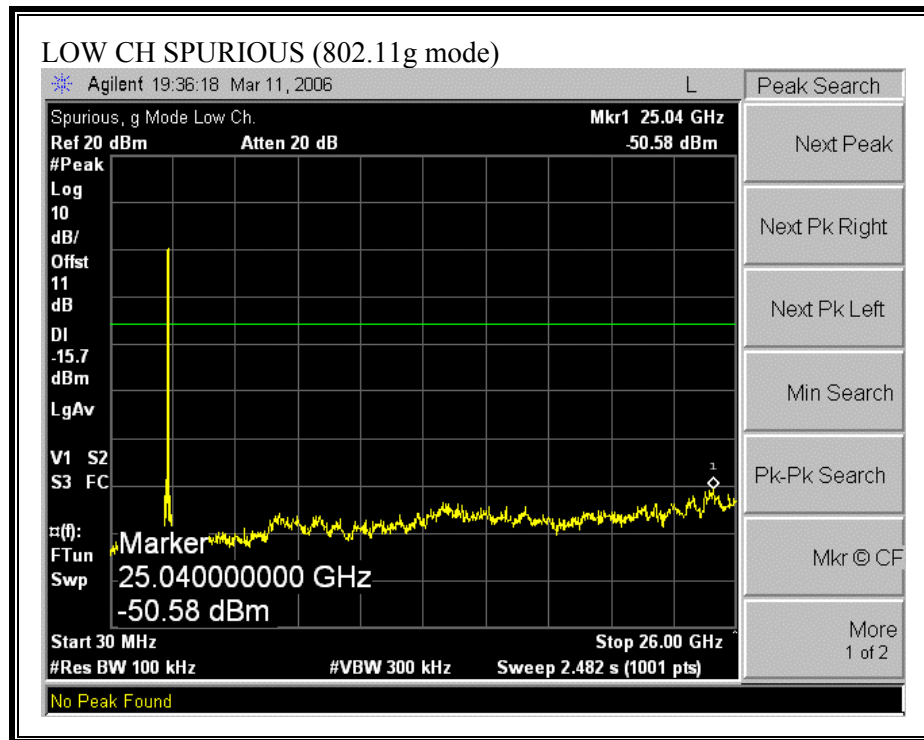 LOW CH SPURIOUS (802.11g mode)
Agilent 19:36:18 Mar 11, 2006 L
Peak Search
Spurious, g Mode Low Ch. Mkr1 25.04 GHz
Ref 20 dBm Atten 20 dB -50.58 dBm
#Peak
Log
10
dB/
Offst
11
dB
DI
-15.7
dBm
LgAv
V1 S2
S3 FC
¤(f):
FTun
Swp
1
Marker
25.040000000 GHz
-50.58 dBm
Start 30 MHz Stop 26.00 GHz
#Res BW 100 kHz #VBW 300 kHz Sweep 2.482 s (1001 pts)
No Peak Found
Next Peak
Next Pk Right
Next Pk Left
Min Search
Pk-Pk Search
Mkr © CF
More
1 of 2